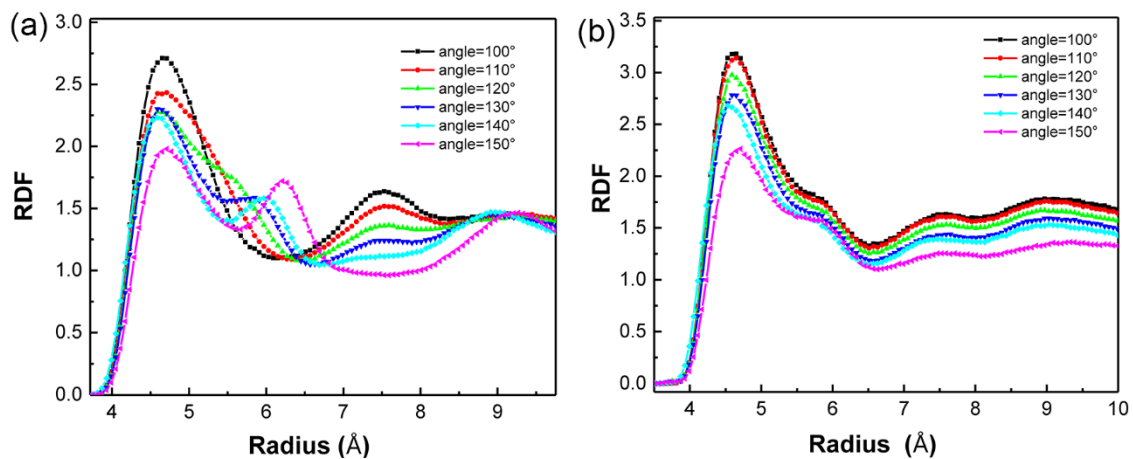 (a)
RDF
3.0
2.5
2.0
1.5
1.0
0.5
0.0
4 5 6 7 8 9
Radius (Å)
angle=100°
angle=110°
angle=120°
angle=130°
angle=140°
angle=150°
(b)
RDF
3.5
3.0
2.5
2.0
1.5
1.0
0.5
0.0
4 5 6 7 8 9 10
Radius (Å)
angle=100°
angle=110°
angle=120°
angle=130°
angle=140°
angle=150°